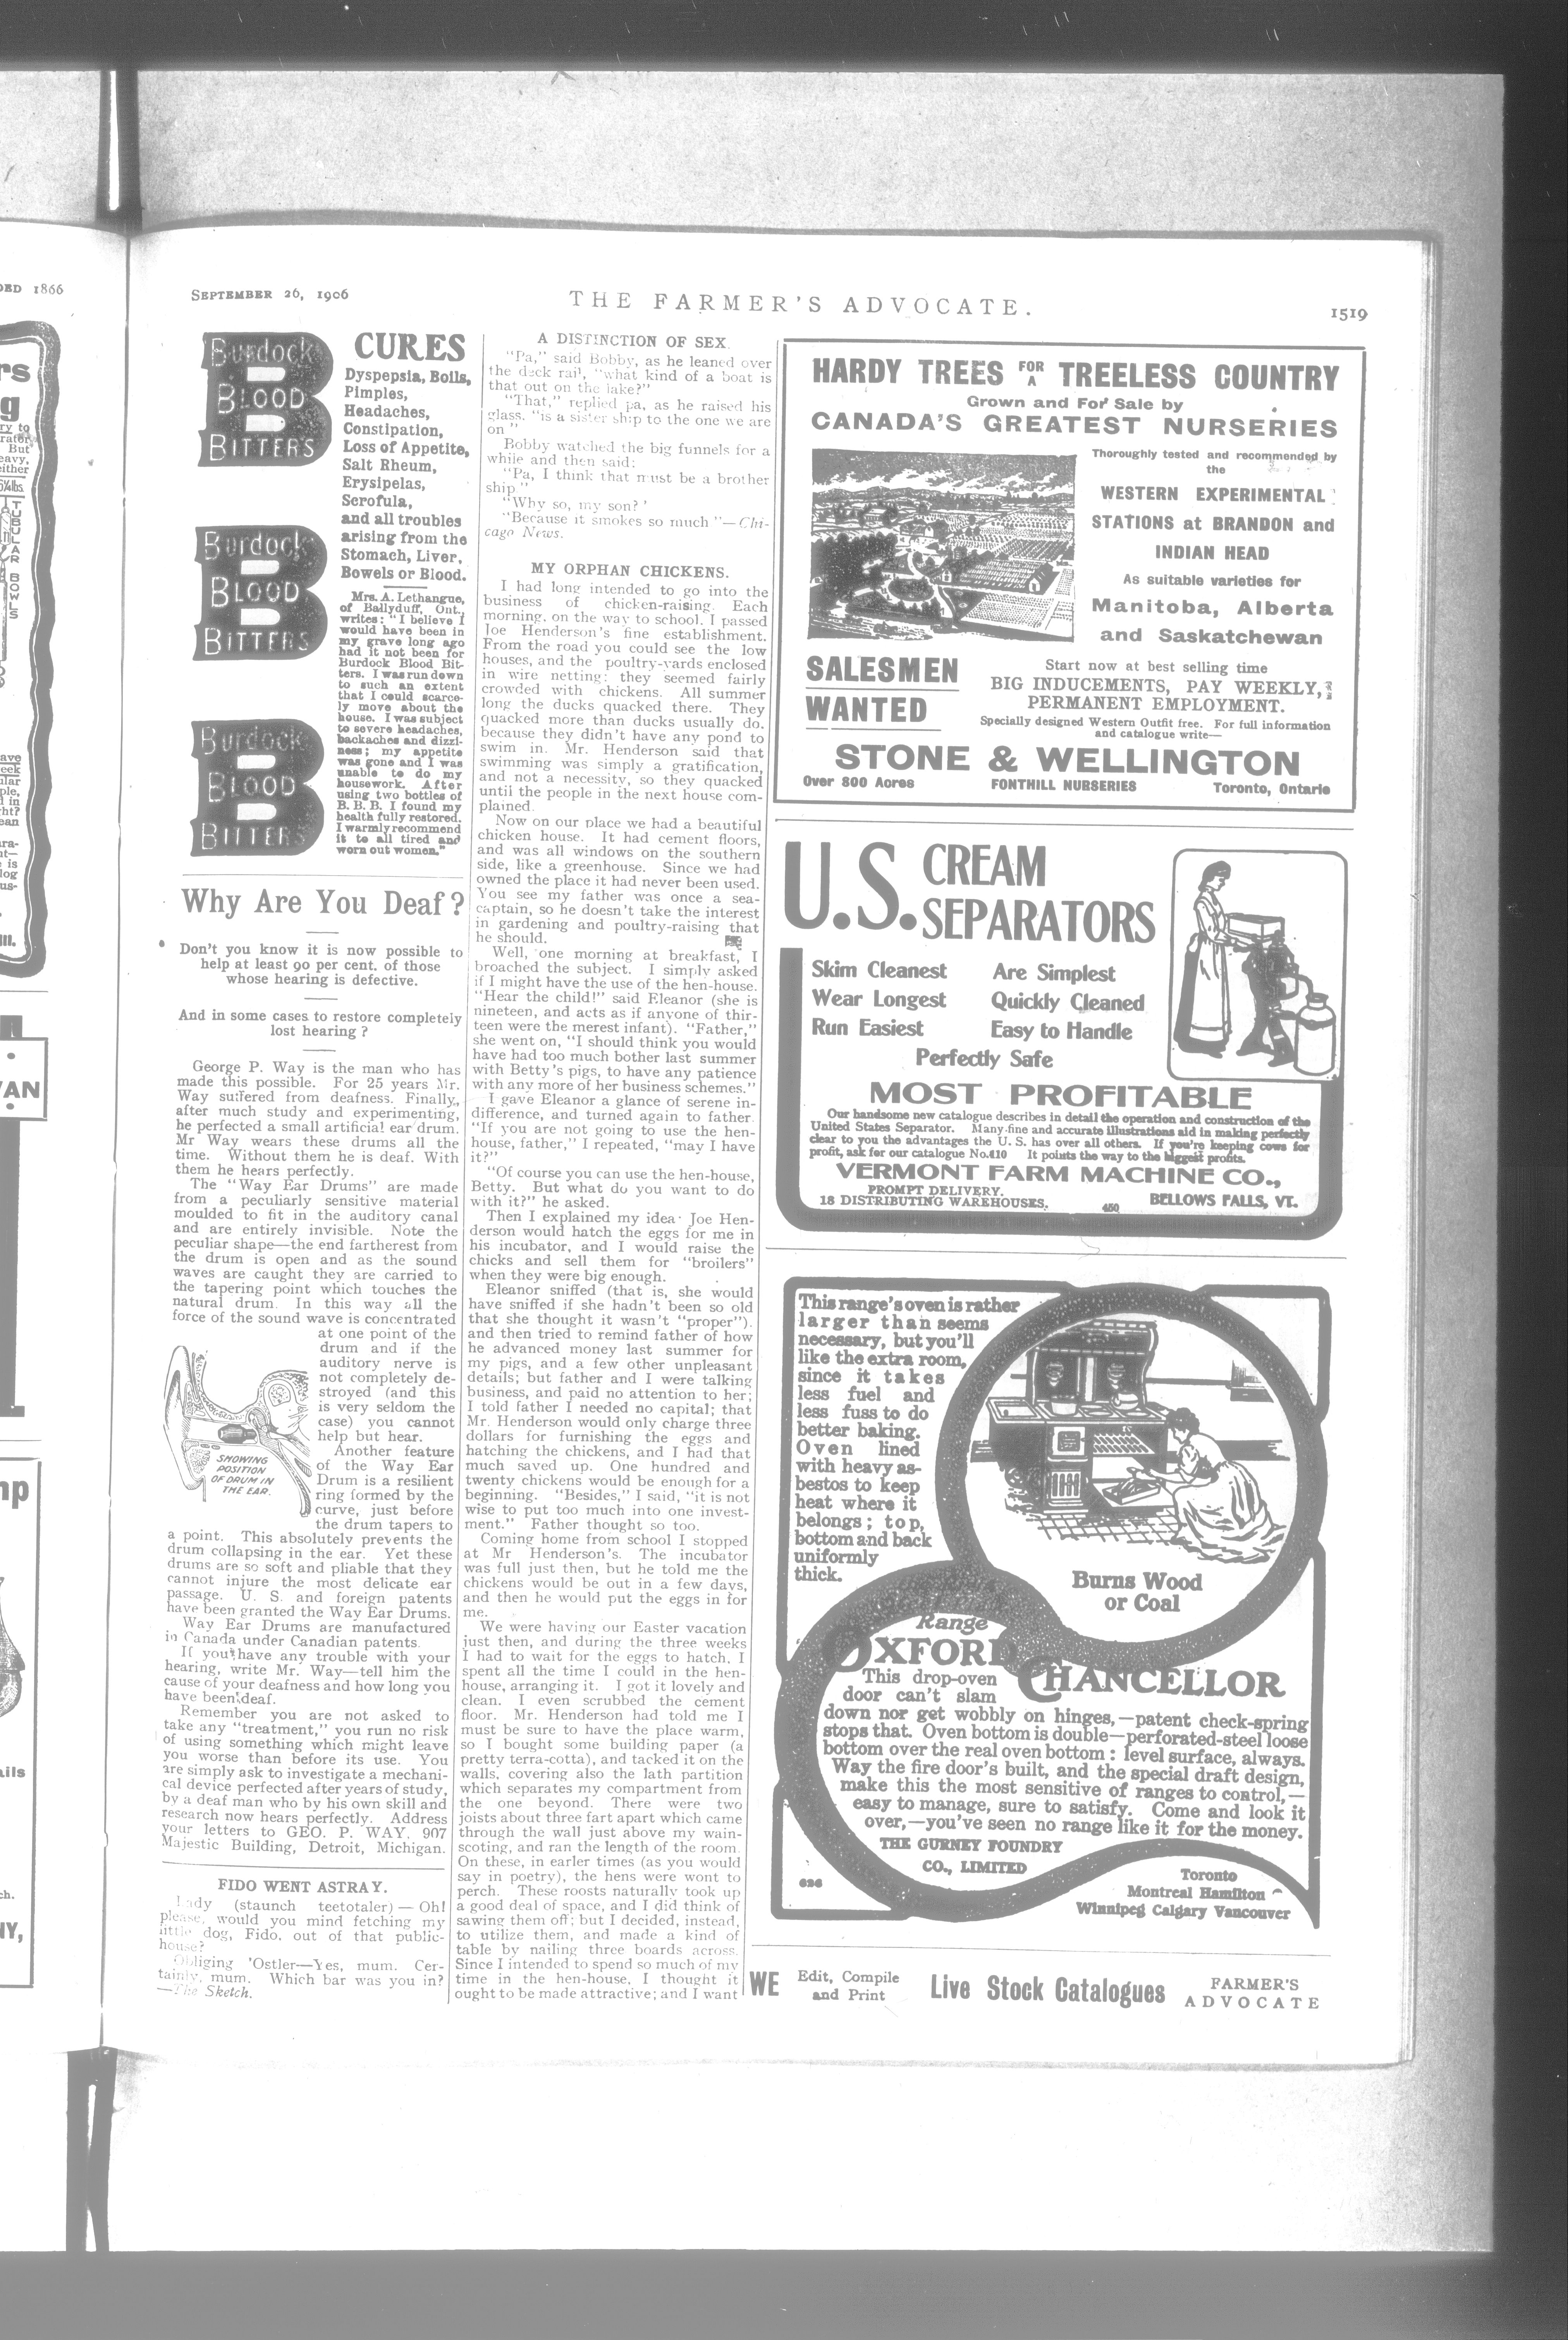 SEPTEMBER 26, 1906
THE FARMER'S ADVOCATE.
1519
Burdock
BLOOD
BITTERS
Burdock
BLOOD
BITTERS
Burdock
BLOOD
BITTERS
CURES
Dyspepsia, Boils,
Pimples,
Headaches,
Constipation,
Loss of Appetite,
Salt Rheum,
Erysipelas,
Scrofula,
and all troubles
arising from the
Stomach, Liver,
Bowels or Blood.
Mrs. A. Lethangue,
of Ballyduff, Ont.,
writes: "I believe I
would have been in
my grave long ago
had it not been for
Burdock Blood Bit-
ters. I was run down
to such an extent
that I could scarce-
ly move about the
house. I was subject
to severe headaches,
backaches and dizzi-
ness; my appetite
was gone and I was
unable to do my
housework. After
using two bottles of
B. B. B. I found my
health fully restored.
I warmly recommend
it to all tired and
worn out women."
Why Are You Deaf?
Don't you know it is now possible to
help at least 90 per cent. of those
whose hearing is defective.
And in some cases to restore completely
lost hearing?
George P. Way is the man who has
made this possible. For 25 years Mr.
Way suffered from deafness. Finally,
after much study and experimenting,
he perfected a small artificial ear drum.
Mr Way wears these drums all the
time. Without them he is deaf. With
them he hears perfectly.
The "Way Ear Drums" are made
from a peculiarly sensitive material
moulded to fit in the auditory canal
and are entirely invisible. Note the
peculiar shape—the end fartherest from
the drum is open and as the sound
waves are caught they are carried to
the tapering point which touches the
natural drum. In this way all the
force of the sound wave is concentrated
at one point of the
drum and if the
auditory nerve is
not completely de-
stroyed (and this
is very seldom the
case) you cannot
help but hear.
Another feature
of the Way Ear
Drum is a resilient
ring formed by the
curve, just before
the drum tapers to
SHOWING
POSITION
OF DRUM IN
THE EAR.
a point. This absolutely prevents the
drum collapsing in the ear. Yet these
drums are so soft and pliable that they
cannot injure the most delicate ear
passage. U. S. and foreign patents
have been granted the Way Ear Drums.
Way Ear Drums are manufactured
in Canada under Canadian patents.
If you have any trouble with your
hearing, write Mr. Way—tell him the
cause of your deafness and how long you
have been deaf.
Remember you are not asked to
take any "treatment," you run no risk
of using something which might leave
you worse than before its use. You
are simply ask to investigate a mechani-
cal device perfected after years of study,
by a deaf man who by his own skill and
research now hears perfectly. Address
your letters to GEO. P. WAY, 907
Majestic Building, Detroit, Michigan.
FIDO WENT ASTRAY.
Lady (staunch teetotaler) — Oh!
please, would you mind fetching my
little dog, Fido, out of that public-
house?
Obliging 'Ostler—Yes, mum. Cer-
tainly, mum. Which bar was you in?
—The Sketch.
A DISTINCTION OF SEX.
"Pa," said Bobby, as he leaned over
the deck rail, "what kind of a boat is
that out on the lake?"
"That," replied pa, as he raised his
glass, "is a sister ship to the one we are
on"
Bobby watched the big funnels for a
while and then said:
"Pa, I think that must be a brother
ship"
"Why so, my son?'
"Because it smokes so much"—Chi-
cago News.
MY ORPHAN CHICKENS.
I had long intended to go into the
business of chicken-raising. Each
morning, on the way to school, I passed
Joe Henderson's fine establishment.
From the road you could see the low
houses, and the poultry-yards enclosed
in wire netting: they seemed fairly
crowded with chickens. All summer
long the ducks quacked there. They
quacked more than ducks usually do,
because they didn't have any pond to
swim in. Mr. Henderson said that
swimming was simply a gratification,
and not a necessity, so they quacked
until the people in the next house com-
plained.
Now on our place we had a beautiful
chicken house. It had cement floors,
and was all windows on the southern
side, like a greenhouse. Since we had
owned the place it had never been used.
You see my father was once a sea-
captain, so he doesn't take the interest
in gardening and poultry-raising that
he should.
Well, one morning at breakfast, I
broached the subject. I simply asked
if I might have the use of the hen-house.
"Hear the child!" said Eleanor (she is
nineteen, and acts as if anyone of thir-
teen were the merest infant). "Father,"
she went on, "I should think you would
have had too much bother last summer
with Betty's pigs, to have any patience
with any more of her business schemes."
I gave Eleanor a glance of serene in-
difference, and turned again to father.
"If you are not going to use the hen-
house, father," I repeated, "may I have
it?"
"Of course you can use the hen-house,
Betty. But what do you want to do
with it?" he asked.
Then I explained my idea: Joe Hen-
derson would hatch the eggs for me in
his incubator, and I would raise the
chicks and sell them for "broilers"
when they were big enough.
Eleanor sniffed (that is, she would
have sniffed if she hadn't been so old
that she thought it wasn't "proper").
and then tried to remind father of how
he advanced money last summer for
my pigs, and a few other unpleasant
details; but father and I were talking
business, and paid no attention to her;
I told father I needed no capital; that
Mr. Henderson would only charge three
dollars for furnishing the eggs and
hatching the chickens, and I had that
much saved up. One hundred and
twenty chickens would be enough for a
beginning. "Besides," I said, "it is not
wise to put too much into one invest-
ment." Father thought so too.
Coming home from school I stopped
at Mr Henderson's. The incubator
was full just then, but he told me the
chickens would be out in a few days,
and then he would put the eggs in for
me.
We were having our Easter vacation
just then, and during the three weeks
I had to wait for the eggs to hatch, I
spent all the time I could in the hen-
house, arranging it. I got it lovely and
clean. I even scrubbed the cement
floor. Mr. Henderson had told me I
must be sure to have the place warm,
so I bought some building paper (a
pretty terra-cotta), and tacked it on the
walls, covering also the lath partition
which separates my compartment from
the one beyond. There were two
joists about three fart apart which came
through the wall just above my wain-
scoting, and ran the length of the room.
On these, in earler times (as you would
say in poetry), the hens were wont to
perch. These roosts naturally took up
a good deal of space, and I did think of
sawing them off; but I decided, instead,
to utilize them, and made a kind of
table by nailing three boards across.
Since I intended to spend so much of my
time in the hen-house, I thought it
ought to be made attractive; and I want
HARDY TREES FOR A TREELESS COUNTRY
Grown and For Sale by
CANADA'S GREATEST NURSERIES
Thoroughly tested and recommended by
the
WESTERN EXPERIMENTAL
STATIONS at BRANDON and
INDIAN HEAD
As suitable varieties for
Manitoba, Alberta
and Saskatchewan
SALESMEN
WANTED
Start now at best selling time
BIG INDUCEMENTS, PAY WEEKLY,
PERMANENT EMPLOYMENT.
Specially designed Western Outfit free. For full information
and catalogue write—
STONE & WELLINGTON
Over 800 Acres
FONTHILL NURSERIES
Toronto, Ontario
U.S. CREAM
SEPARATORS
Skim Cleanest Are Simplest
Wear Longest Quickly Cleaned
Run Easiest Easy to Handle
Perfectly Safe
MOST PROFITABLE
Our handsome new catalogue describes in detail the operation and construction of the
United States Separator. Many fine and accurate illustrations aid in making perfectly
clear to you the advantages the U. S. has over all others. If you're keeping cows for
profit, ask for our catalogue No.410 It points the way to the biggest profits.
VERMONT FARM MACHINE CO.,
PROMPT DELIVERY.
18 DISTRIBUTING WAREHOUSES.
450
BELLOWS FALLS, VT.
This range's oven is rather
larger than seems
necessary, but you'll
like the extra room,
since it takes
less fuel and
less fuss to do
better baking.
Oven lined
with heavy as-
bestos to keep
heat where it
belongs; top,
bottom and back
uniformly
thick.
Burns Wood
or Coal
Range
OXFORD
CHANCELLOR
This drop-oven
door can't slam
down nor get wobbly on hinges,—patent check-spring
stops that. Oven bottom is double—perforated-steel loose
bottom over the real oven bottom: level surface, always.
Way the fire door's built, and the special draft design,
make this the most sensitive of ranges to control,—
easy to manage, sure to satisfy. Come and look it
over,—you've seen no range like it for the money.
THE GURNEY FOUNDRY
CO., LIMITED
626
Toronto
Montreal Hamilton
Winnipeg Calgary Vancouver
WE Edit, Compile
and Print
Live Stock Catalogues
FARMER'S
ADVOCATE